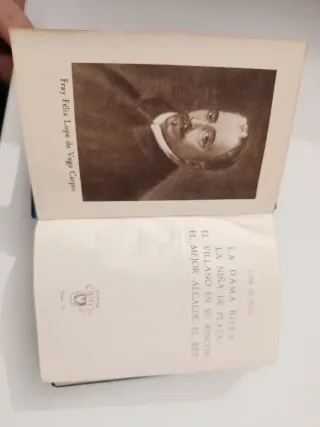 Fray Félix Lope de Vega Carpio
LOPE DE VEGA
LA DAMA BOBA
LA NIÑA DE PLATA
EL VILLANO EN SU RINCÓN
EL MEJOR ALCALDE EL REY
CRISOL